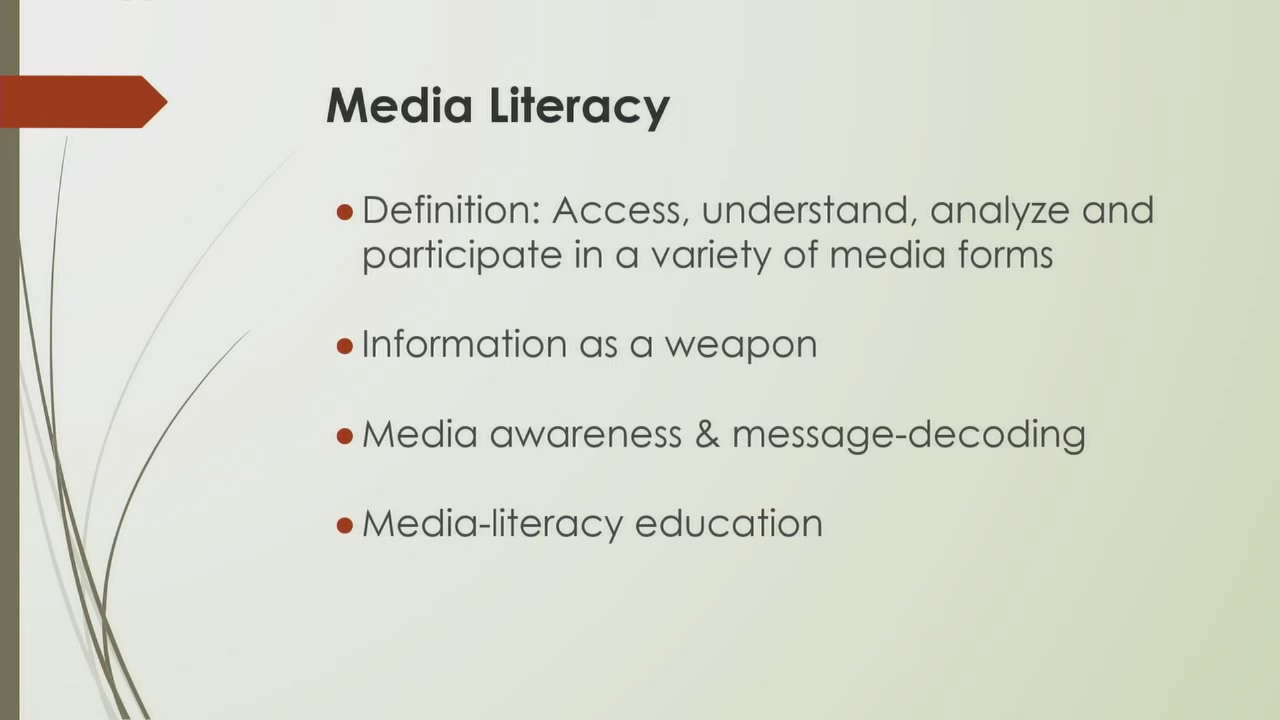 Media Literacy
● Definition: Access, understand, analyze and
participate in a variety of media forms
● Information as a weapon
● Media awareness & message-decoding
● Media-literacy education